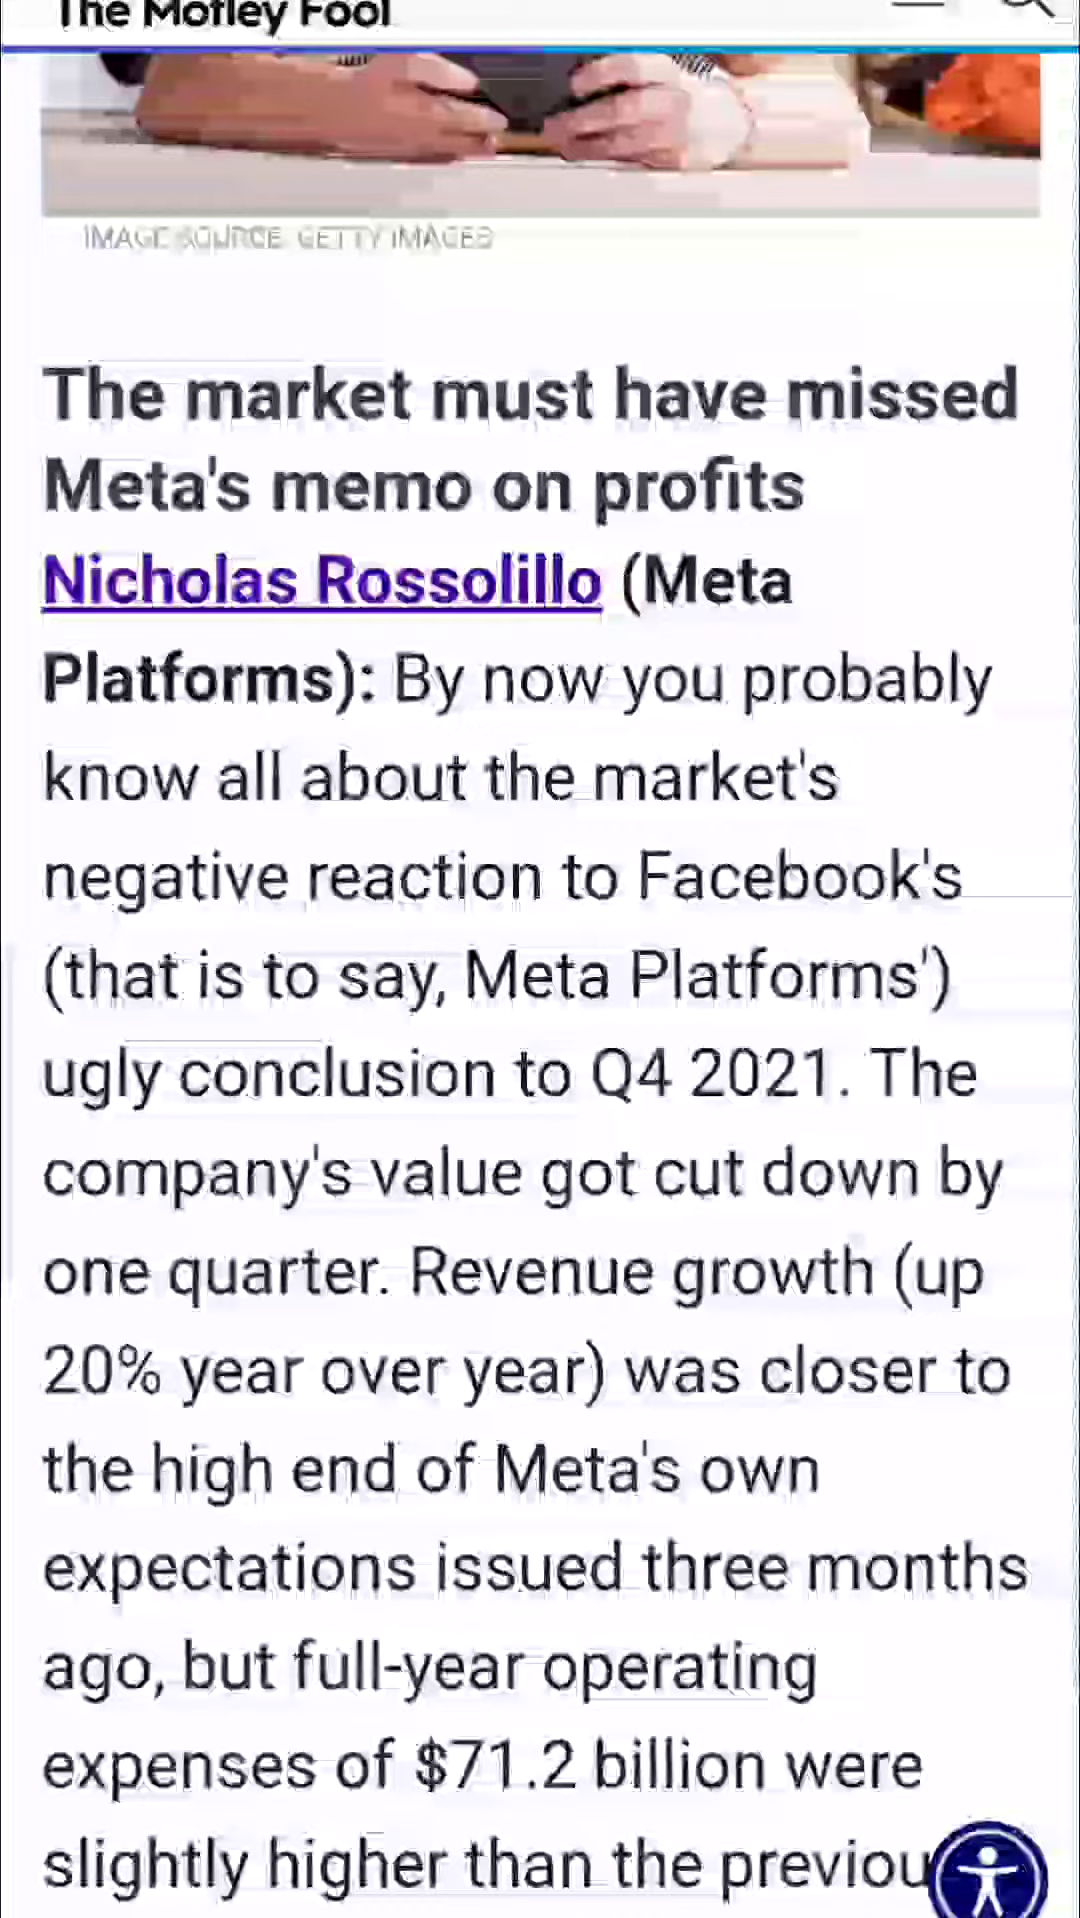 The Motley Fool
IMAGE SOURCE: GETTY IMAGES
The market must have missed
Meta's memo on profits
Nicholas Rossolillo (Meta
Platforms): By now you probably
know all about the market's
negative reaction to Facebook's
(that is to say, Meta Platforms')
ugly conclusion to Q4 2021. The
company's value got cut down by
one quarter. Revenue growth (up
20% year over year) was closer to
the high end of Meta's own
expectations issued three months
ago, but full-year operating
expenses of $71.2 billion were
slightly higher than the previou